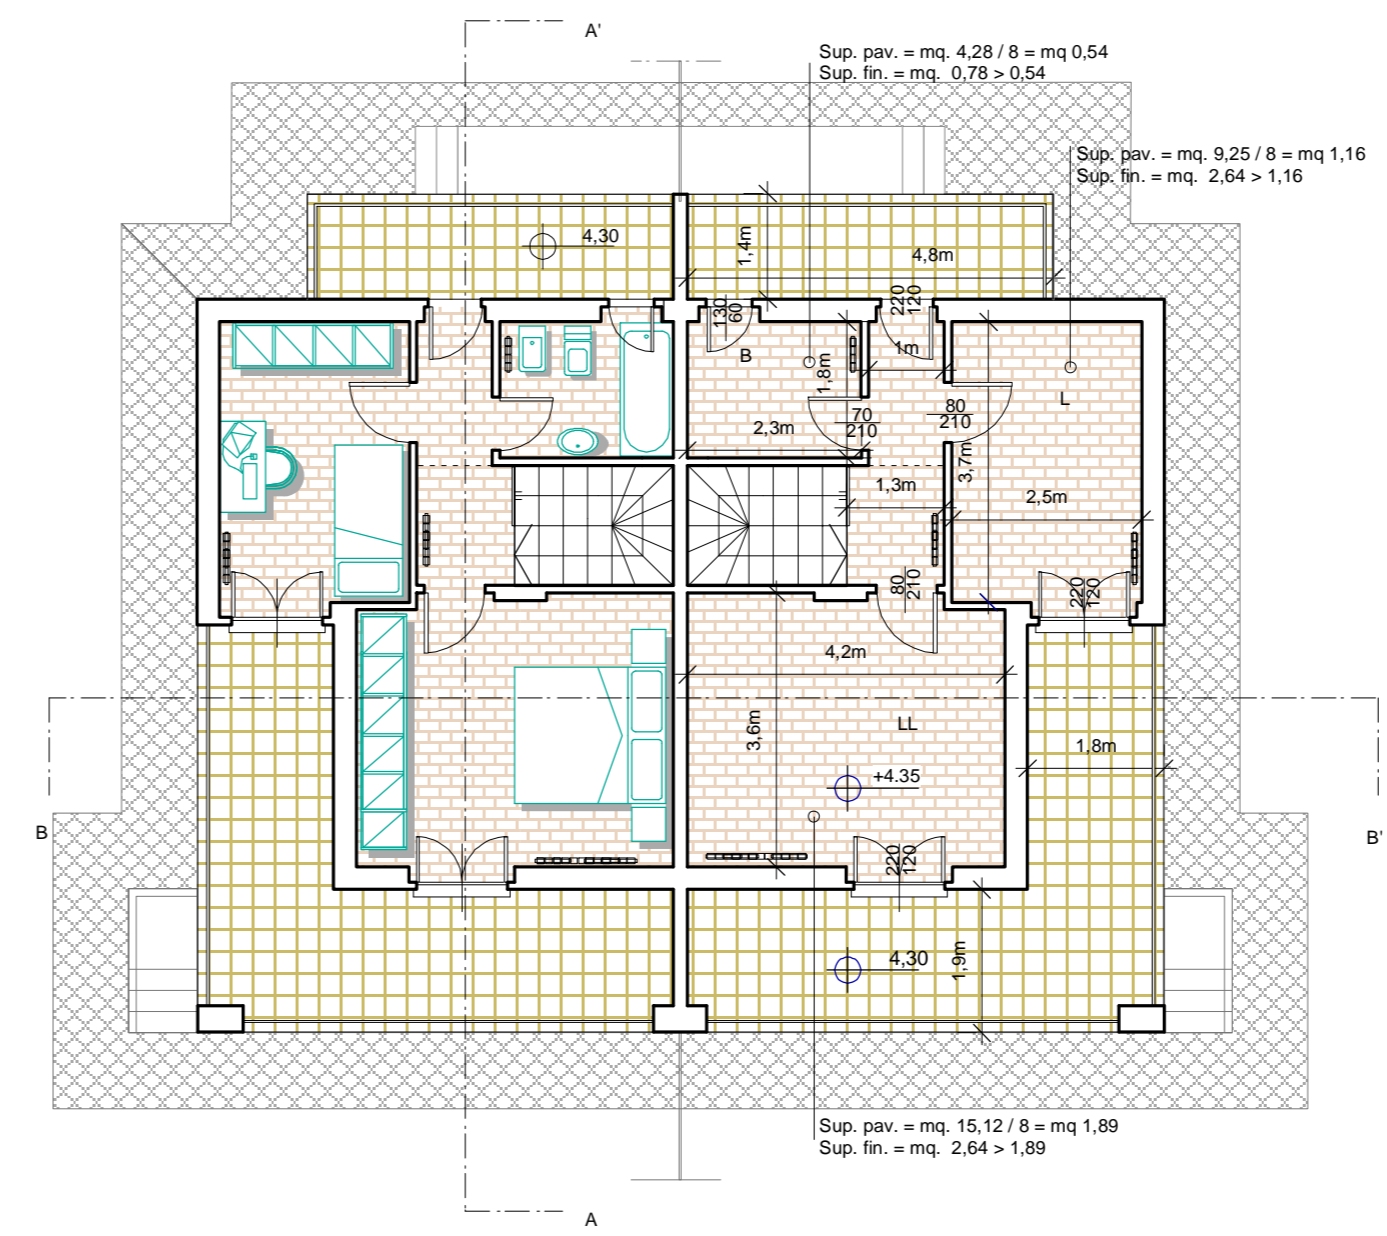 A'
Sup. pav. = mq. 4,28 / 8 = mq 0,54
Sup. fin. = mq. 0,78 > 0,54
Sup. pav. = mq. 9,25 / 8 = mq 1,16
Sup. fin. = mq. 2,64 > 1,16
4,30
1,4m
4,8m
130
60
220
120
B
1m
1,8m
L
2,3m
70
210
80
210
3,7m
1,3m
2,5m
80
210
220
120
4,2m
3,6m
LL
1,8m
+4.35
B
B'
220
120
4,30
1,9m
Sup. pav. = mq. 15,12 / 8 = mq 1,89
Sup. fin. = mq. 2,64 > 1,89
A